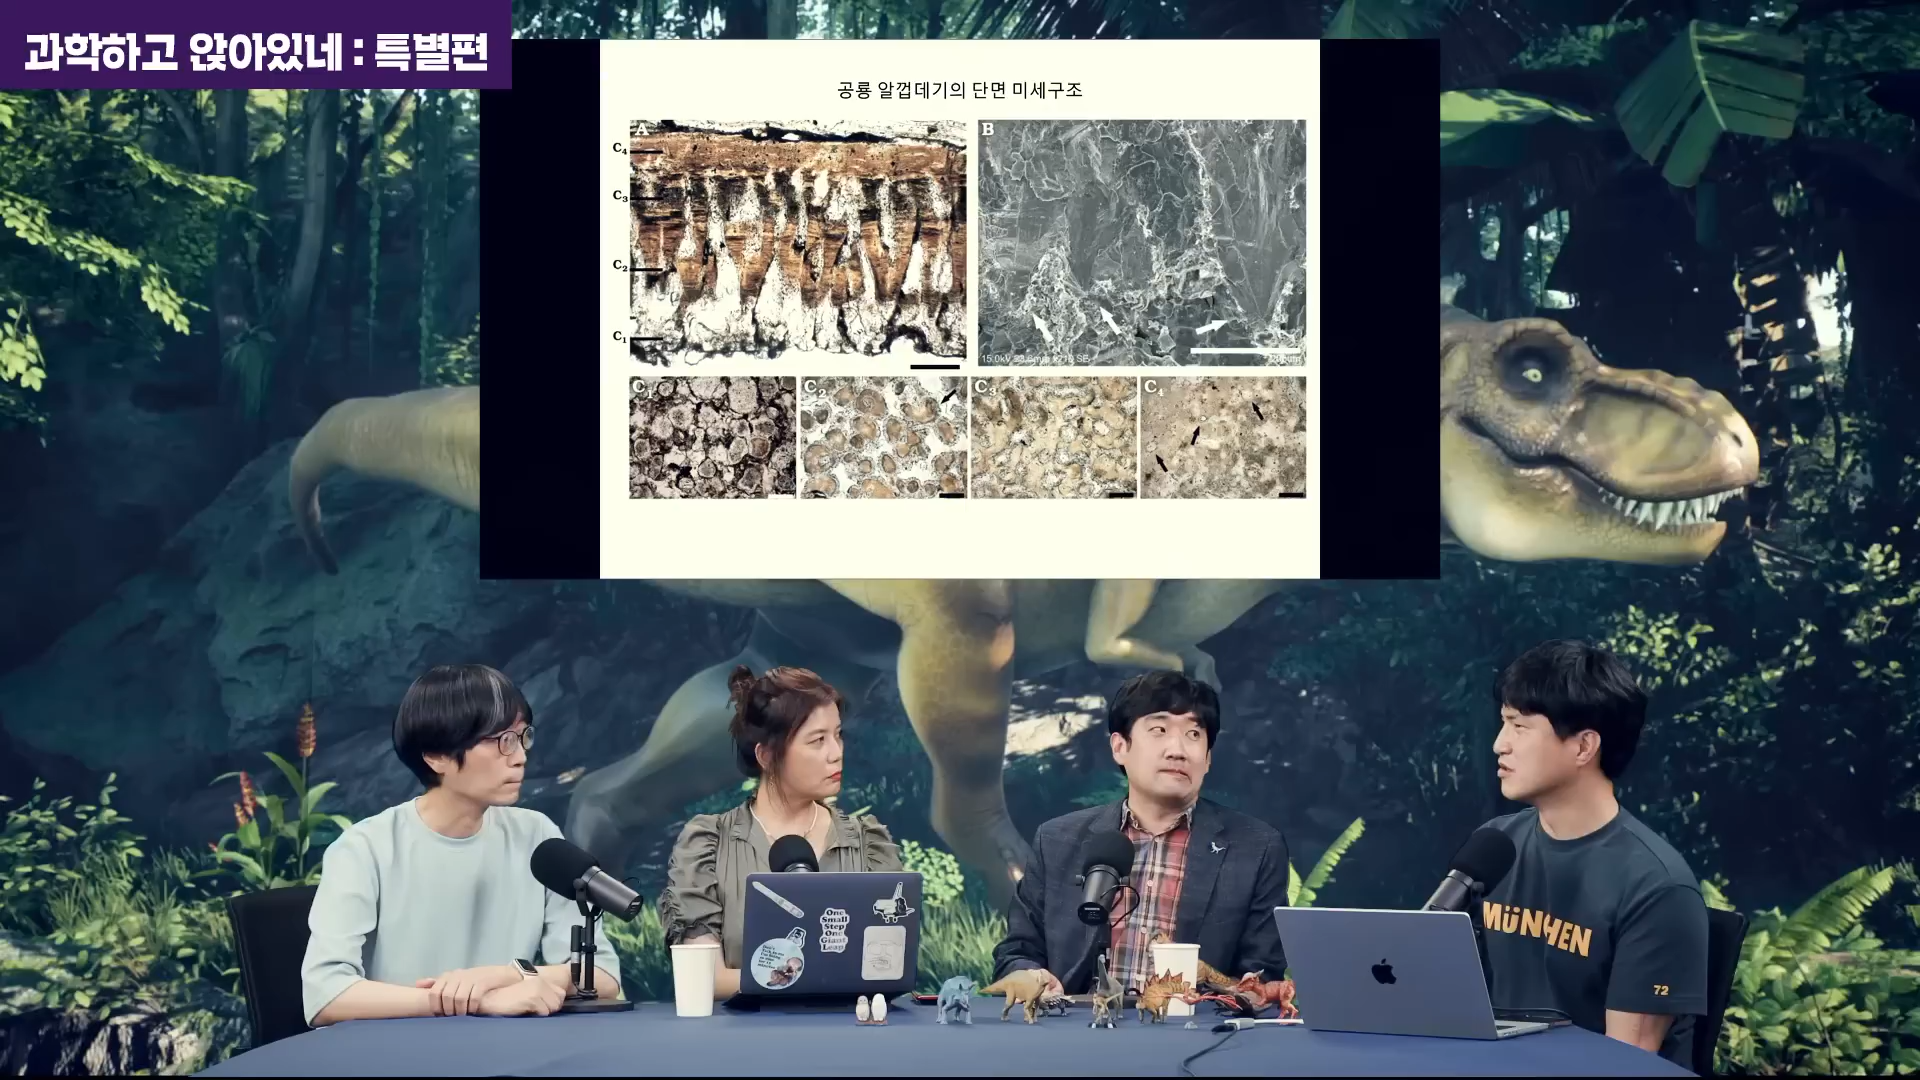 과학하고 앉아있네 : 특별편
공룡 알껍데기의 단면 미세구조
A
B
C4
C3
C2
C1
C1
C2
C3
C4
One
Small
Step
One
Giant
Leap
MüNCHEN
72